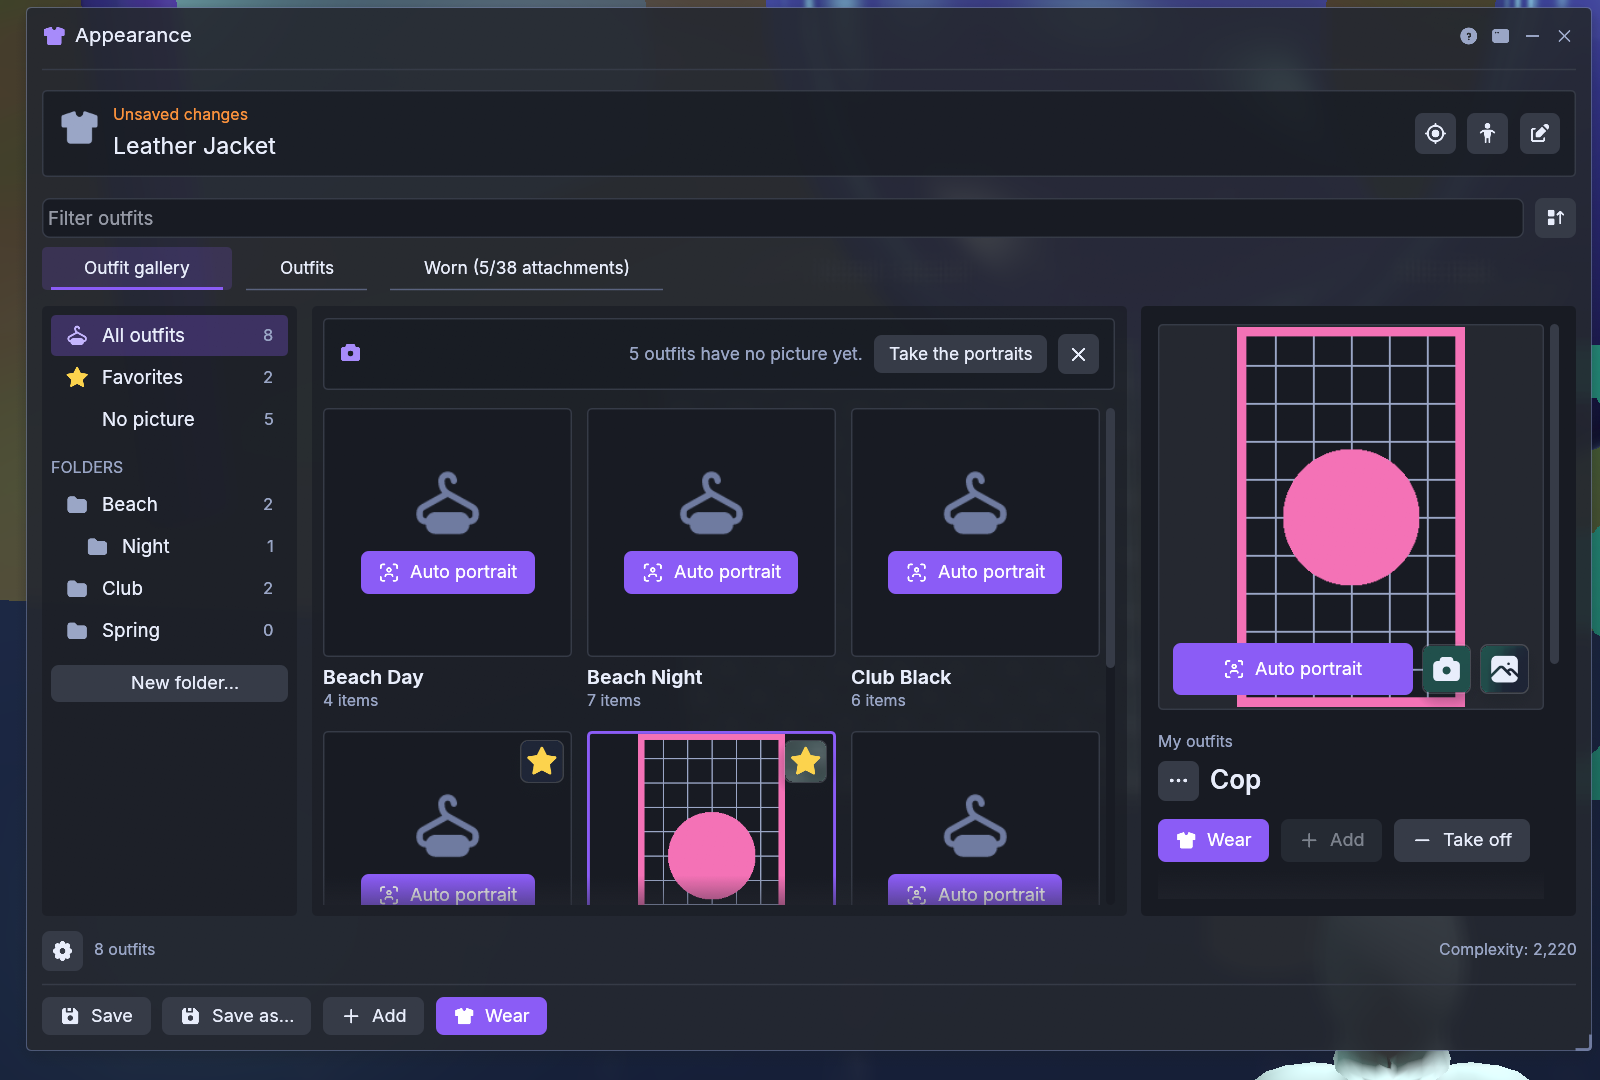 Appearance
Unsaved changes
Leather Jacket
Filter outfits
Outfit gallery
Outfits
Worn (5/38 attachments)
All outfits 8
Favorites 2
No picture 5
FOLDERS
Beach 2
Night 1
Club 2
Spring 0
New folder...
5 outfits have no picture yet.
Take the portraits
Auto portrait
Auto portrait
Auto portrait
Beach Day
4 items
Beach Night
7 items
Club Black
6 items
Auto portrait
Auto portrait
Auto portrait
My outfits
Cop
Wear
Add
Take off
8 outfits
Complexity: 2,220
Save
Save as...
Add
Wear